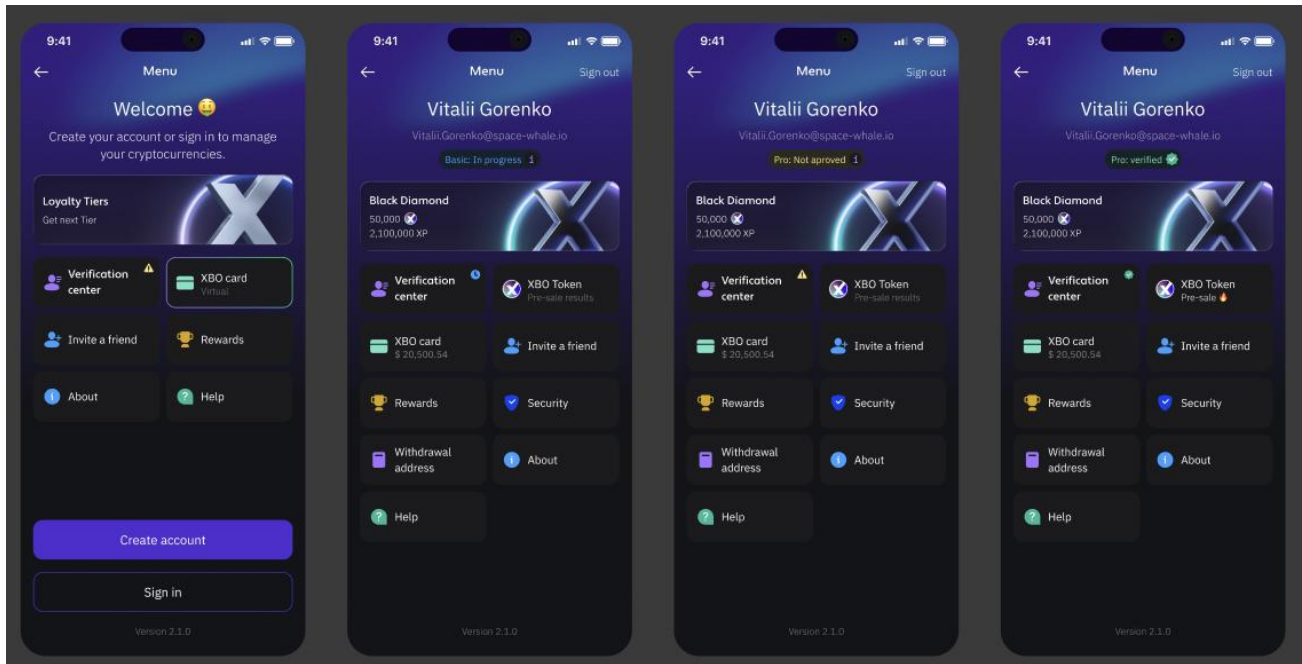 9:41
Menu
Welcome 🤑
Create your account or sign in to manage
your cryptocurrencies.
Loyalty Tiers
Get next Tier
Verification
center
XBO card
Virtual
Invite a friend
Rewards
About
Help
Create account
Sign in
Version 2.1.0
9:41
Menu
Sign out
Vitalii Gorenko
Vitalii.Gorenko@space-whale.io
Basic: In progress i
Black Diamond
50,000
2,100,000 XP
Verification
center
XBO Token
Pre-sale results
XBO card
$ 20,500.54
Invite a friend
Rewards
Security
Withdrawal
address
About
Help
Version 2.1.0
9:41
Menu
Sign out
Vitalii Gorenko
Vitalii.Gorenko@space-whale.io
Pro: Not aproved i
Black Diamond
50,000
2,100,000 XP
Verification
center
XBO Token
Pre-sale results
XBO card
$ 20,500.54
Invite a friend
Rewards
Security
Withdrawal
address
About
Help
Version 2.1.0
9:41
Menu
Sign out
Vitalii Gorenko
Vitalii.Gorenko@space-whale.io
Pro: verified
Black Diamond
50,000
2,100,000 XP
Verification
center
XBO Token
Pre-sale 🔥
XBO card
$ 20,500.54
Invite a friend
Rewards
Security
Withdrawal
address
About
Help
Version 2.1.0